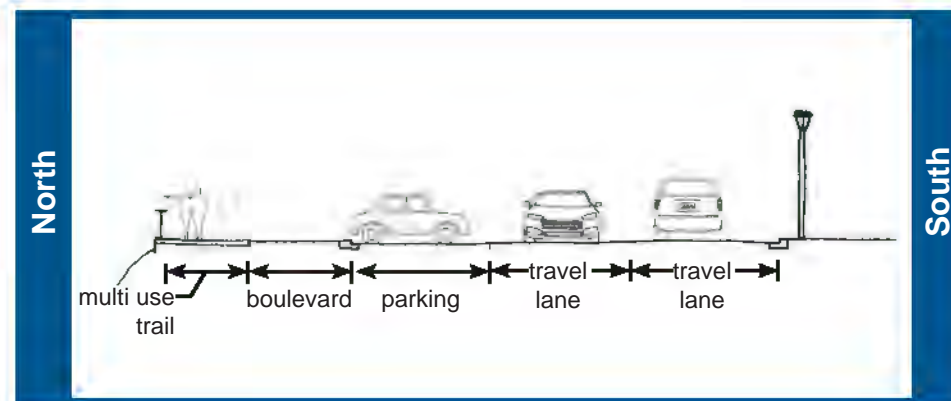 North
South
multi use
trail
boulevard
parking
travel
lane
travel
lane